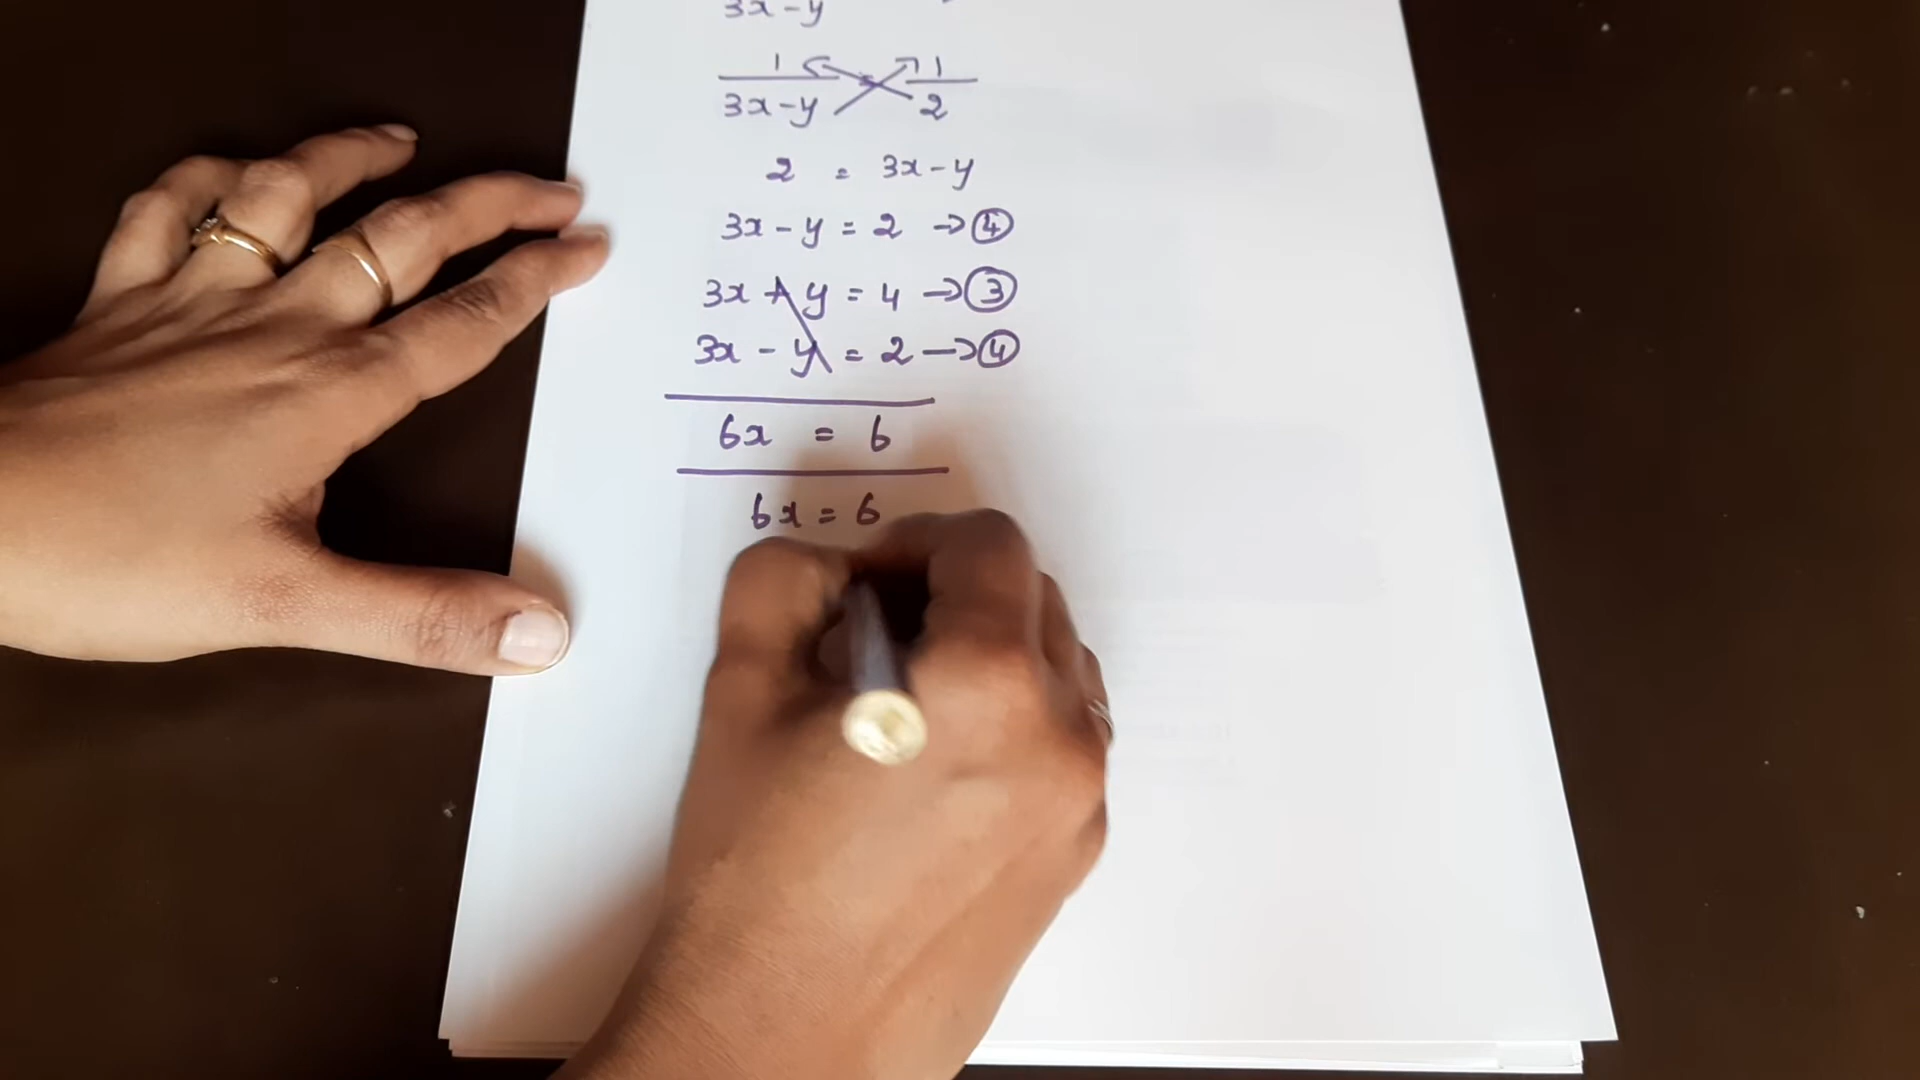 3x-y
1 = 1
3x-y 2
2 = 3x-y
3x-y = 2 → ④
3x + y = 4 → ③
3x - y = 2 → ④
6x = 6
6x = 6